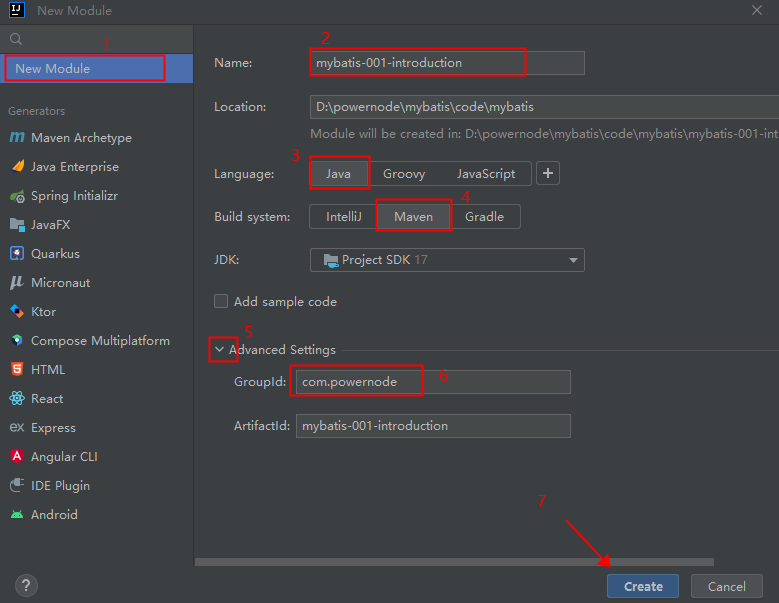 New Module
1
New Module
Generators
Maven Archetype
Java Enterprise
Spring Initializr
JavaFX
Quarkus
Micronaut
Ktor
Compose Multiplatform
HTML
React
Express
Angular CLI
IDE Plugin
Android
2
Name: mybatis-001-introduction
Location: D:\powernode\mybatis\code\mybatis
Module will be created in: D:\powernode\mybatis\code\mybatis\mybatis-001-int
3
Language: Java Groovy JavaScript +
4
Build system: IntelliJ Maven Gradle
JDK: Project SDK 17
Add sample code
5
Advanced Settings
GroupId: com.powernode 6
ArtifactId: mybatis-001-introduction
7
? Create Cancel